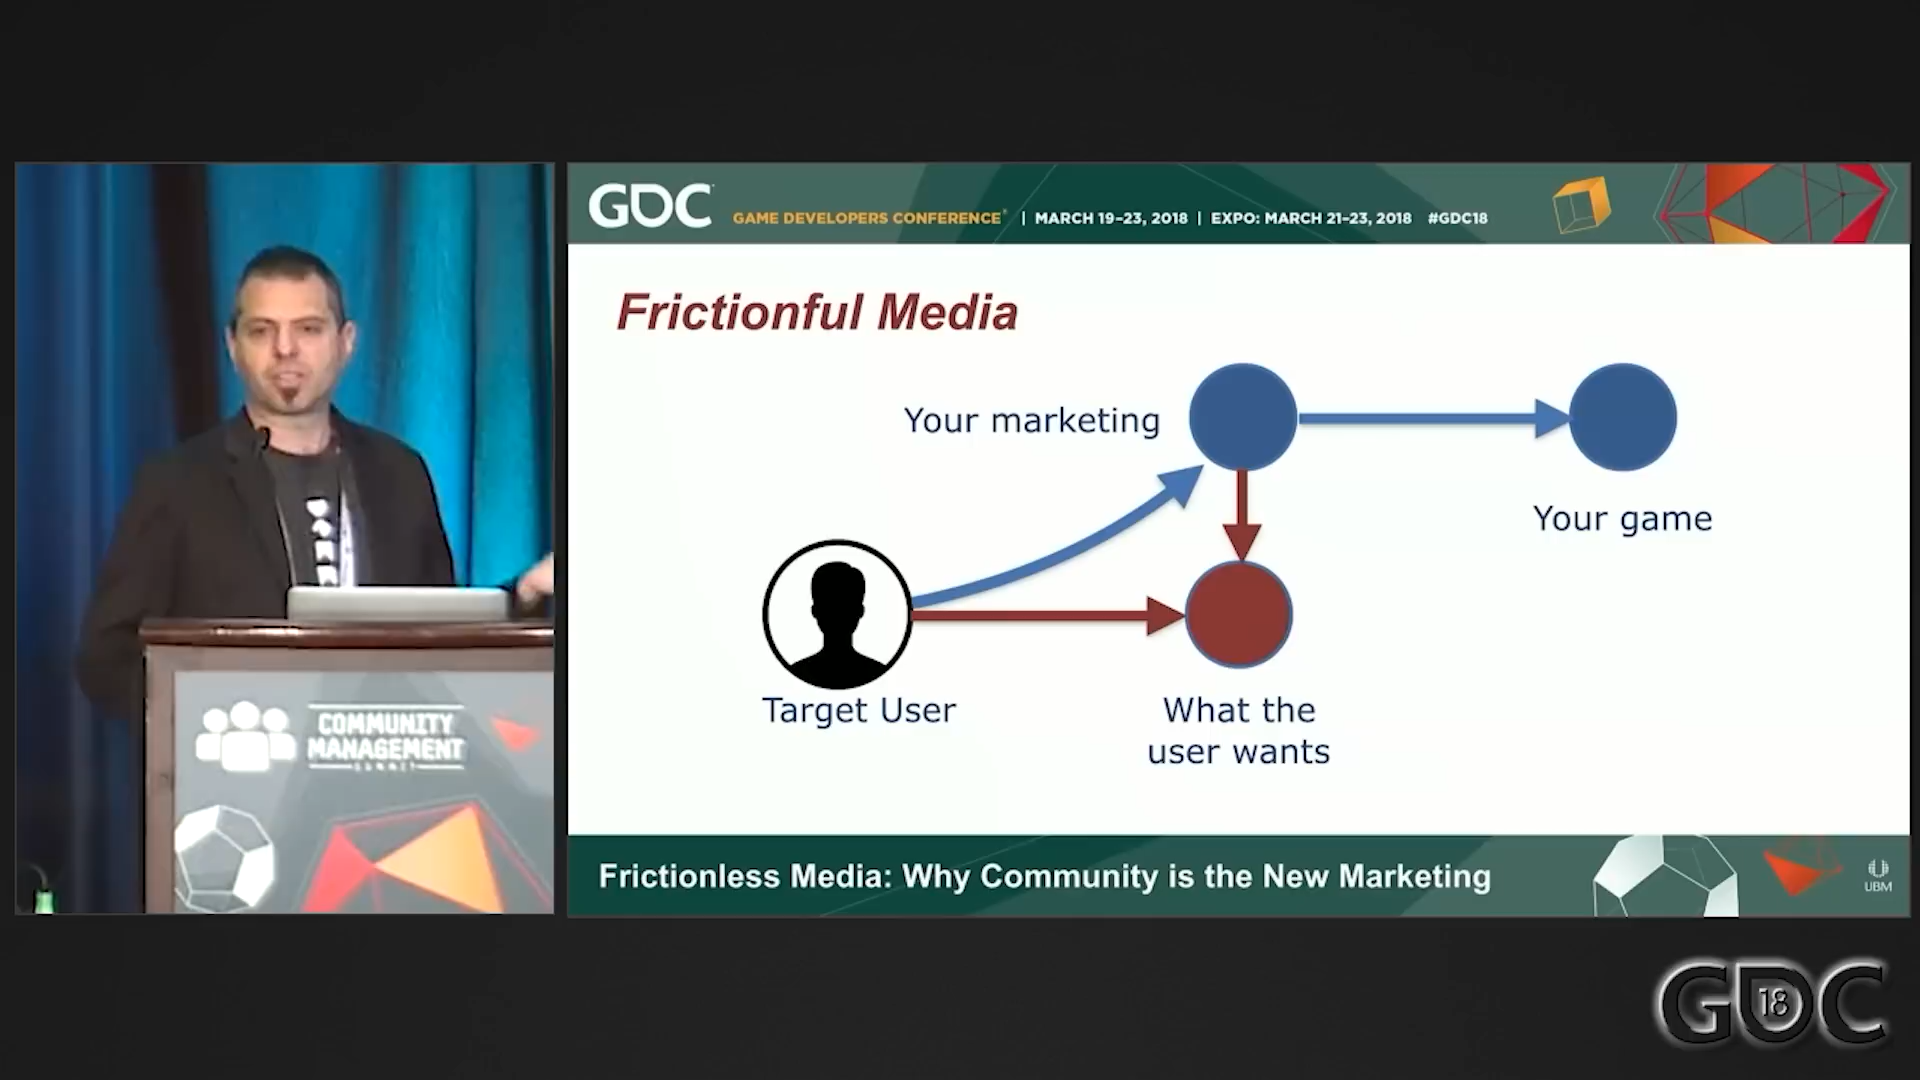 GDC
GAME DEVELOPERS CONFERENCE® | MARCH 19–23, 2018 | EXPO: MARCH 21–23, 2018 #GDC18
Frictionful Media
Your marketing
Your game
Target User
What the
user wants
COMMUNITY
MANAGEMENT
SUMMIT
Frictionless Media: Why Community is the New Marketing
UBM
GDC
18